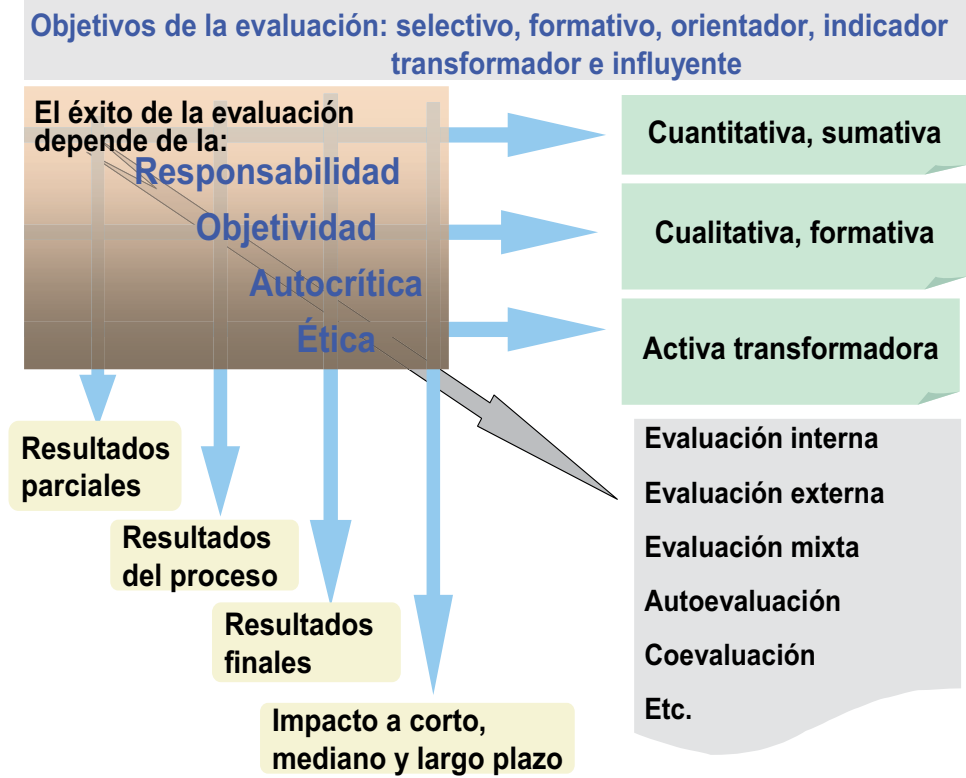 Objetivos de la evaluación: selectivo, formativo, orientador, indicador
transformador e influyente
El éxito de la evaluación
depende de la:
Responsabilidad
Objetividad
Autocrítica
Ética
Cuantitativa, sumativa
Cualitativa, formativa
Activa transformadora
Resultados
parciales
Resultados
del proceso
Resultados
finales
Impacto a corto,
mediano y largo plazo
Evaluación interna
Evaluación externa
Evaluación mixta
Autoevaluación
Coevaluación
Etc.